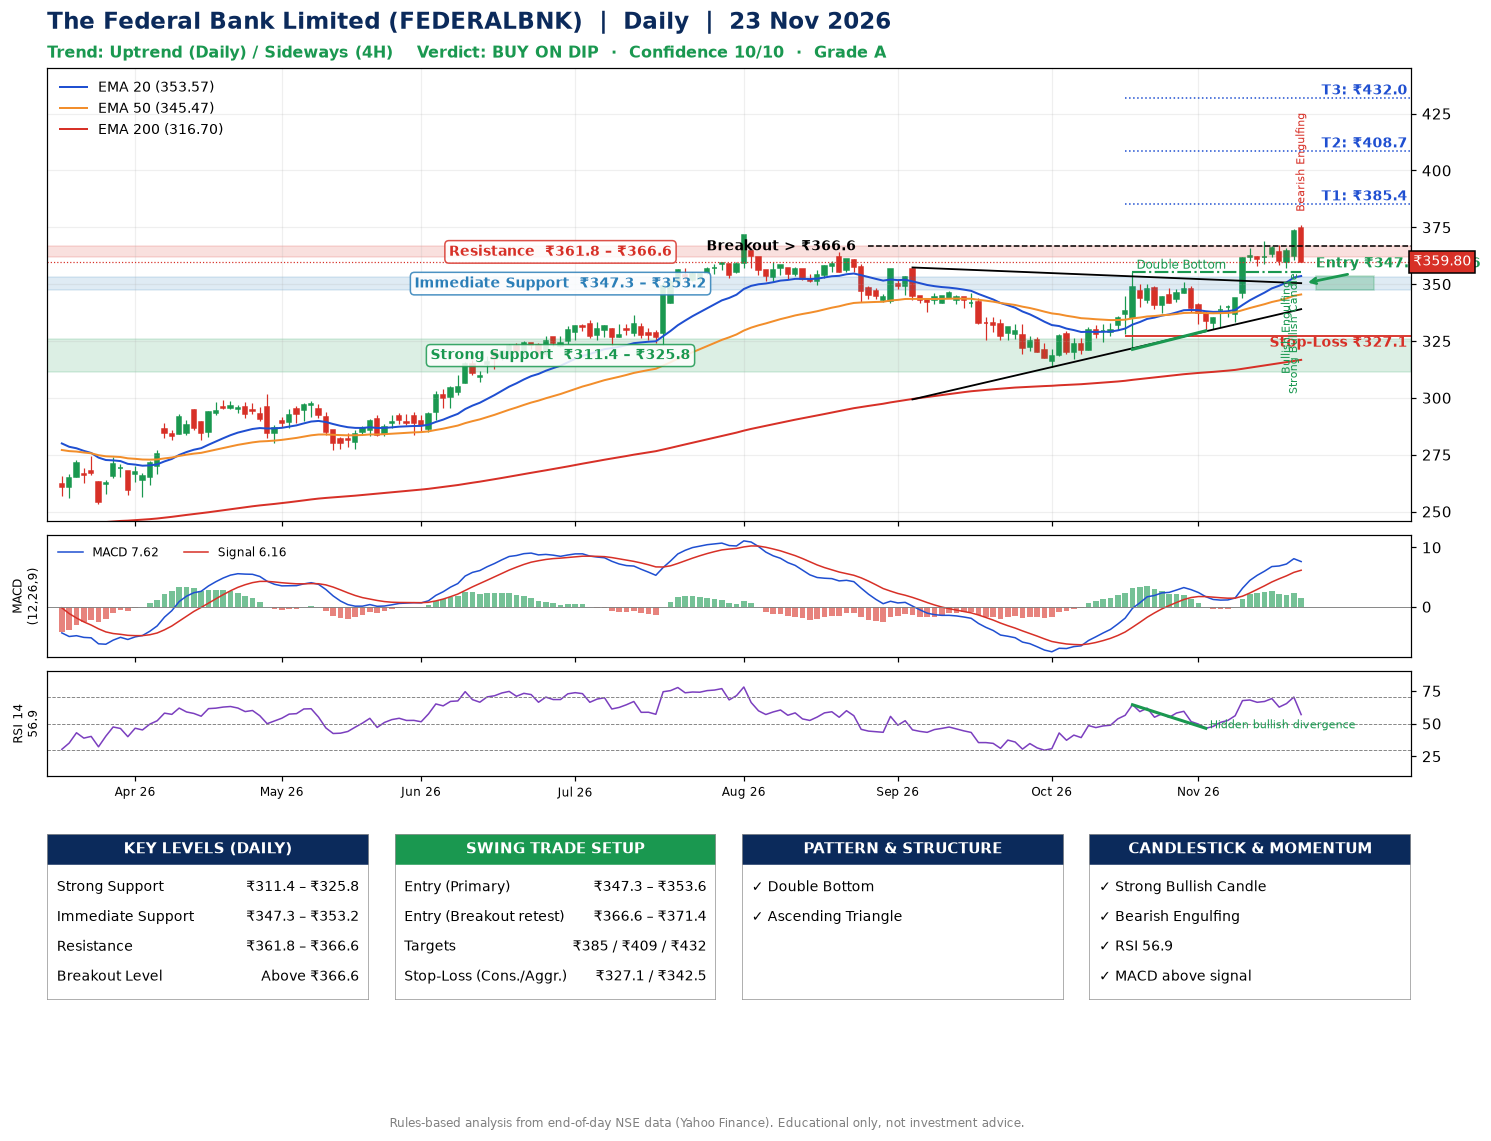 The Federal Bank Limited (FEDERALBNK) | Daily | 23 Nov 2026
Trend: Uptrend (Daily) / Sideways (4H) Verdict: BUY ON DIP · Confidence 10/10 · Grade A
EMA 20 (353.57)
EMA 50 (345.47)
EMA 200 (316.70)
T3: ₹432.0
T2: ₹408.7
T1: ₹385.4
Bearish Engulfing
Resistance ₹361.8 – ₹366.6
Breakout > ₹366.6
Immediate Support ₹347.3 – ₹353.2
Double Bottom
Entry ₹347.
₹359.80
Strong Support ₹311.4 – ₹325.8
Stop-Loss ₹327.1
Bullish Engulfing
Strong Bullish Candle
425
400
375
350
325
300
275
250
MACD 7.62
Signal 6.16
MACD
(12,26,9)
10
0
RSI 14
56.9
75
50
25
Hidden bullish divergence
Apr 26
May 26
Jun 26
Jul 26
Aug 26
Sep 26
Oct 26
Nov 26
KEY LEVELS (DAILY)
Strong Support ₹311.4 – ₹325.8
Immediate Support ₹347.3 – ₹353.2
Resistance ₹361.8 – ₹366.6
Breakout Level Above ₹366.6
SWING TRADE SETUP
Entry (Primary) ₹347.3 – ₹353.6
Entry (Breakout retest) ₹366.6 – ₹371.4
Targets ₹385 / ₹409 / ₹432
Stop-Loss (Cons./Aggr.) ₹327.1 / ₹342.5
PATTERN & STRUCTURE
✓ Double Bottom
✓ Ascending Triangle
CANDLESTICK & MOMENTUM
✓ Strong Bullish Candle
✓ Bearish Engulfing
✓ RSI 56.9
✓ MACD above signal
Rules-based analysis from end-of-day NSE data (Yahoo Finance). Educational only, not investment advice.